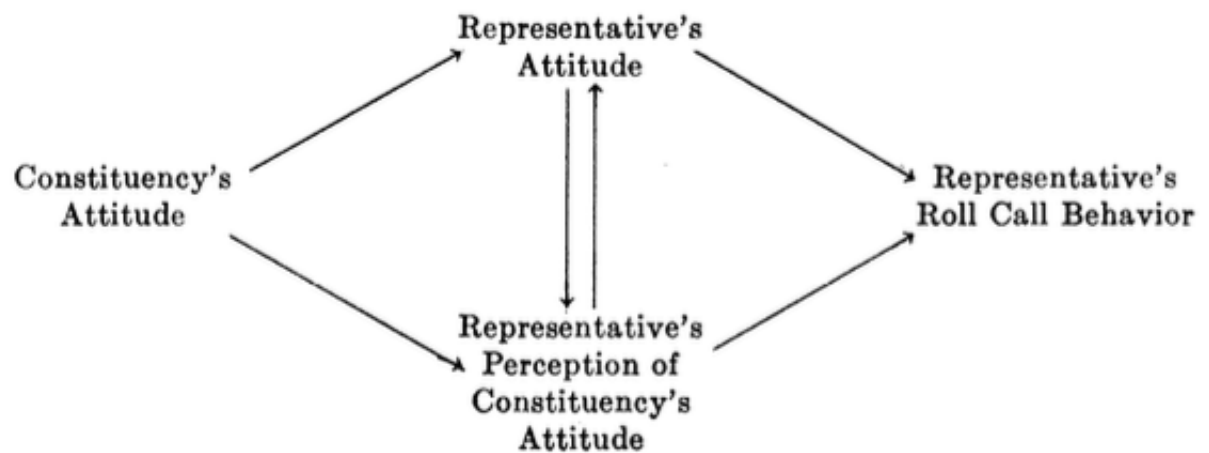 Representative's
Attitude
Constituency's
Attitude
Representative's
Roll Call Behavior
Representative's
Perception of
Constituency's
Attitude